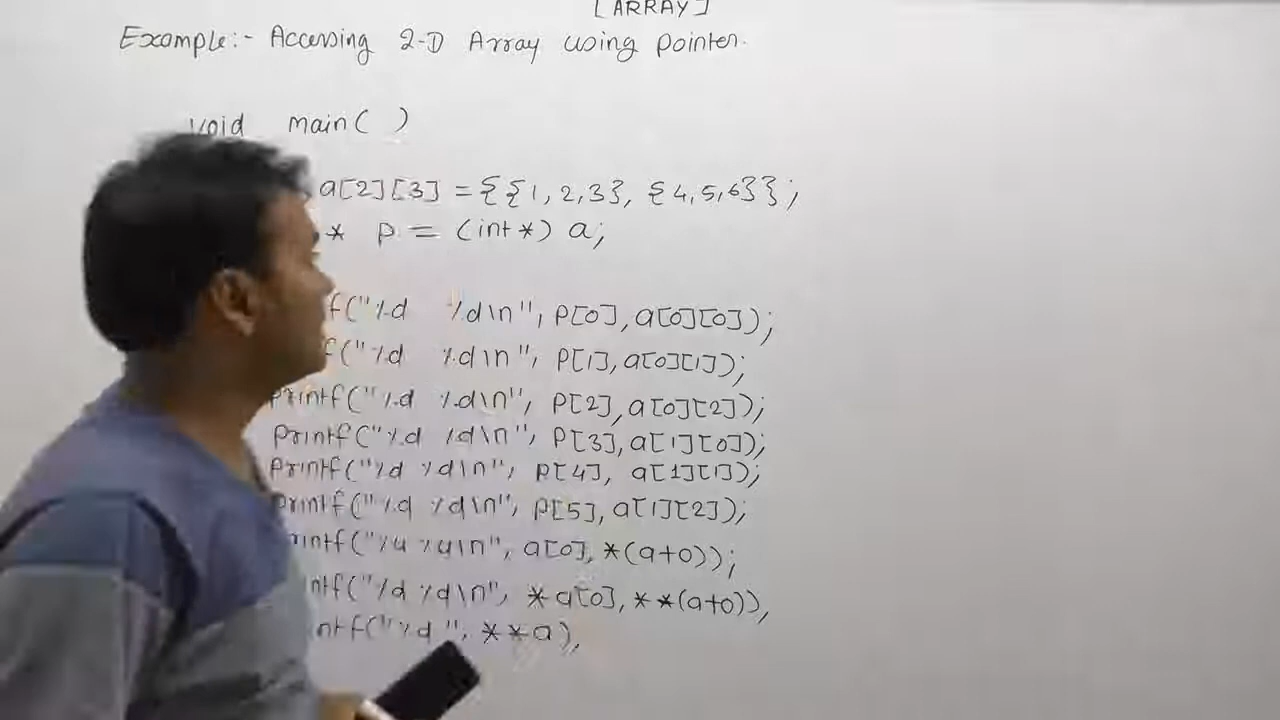 [ARRAY]
Example:- Accessing 2-D Array using pointer.
void main( )
a[2][3] = {{1, 2, 3}, {4, 5, 6}};
* p = (int *) a;
f("%d %d\n", p[0], a[0][0]);
f("%d %d\n", p[1], a[0][1]);
printf("%d %d\n", p[2], a[0][2]);
printf("%d %d\n", p[3], a[1][0]);
printf("%d %d\n", p[4], a[1][1]);
printf("%d %d\n", p[5], a[1][2]);
rintf("%u %u\n", a[0], *(a+0));
intf("%d %d\n", *a[0], **(a+0));
ntf("%d ", **a);